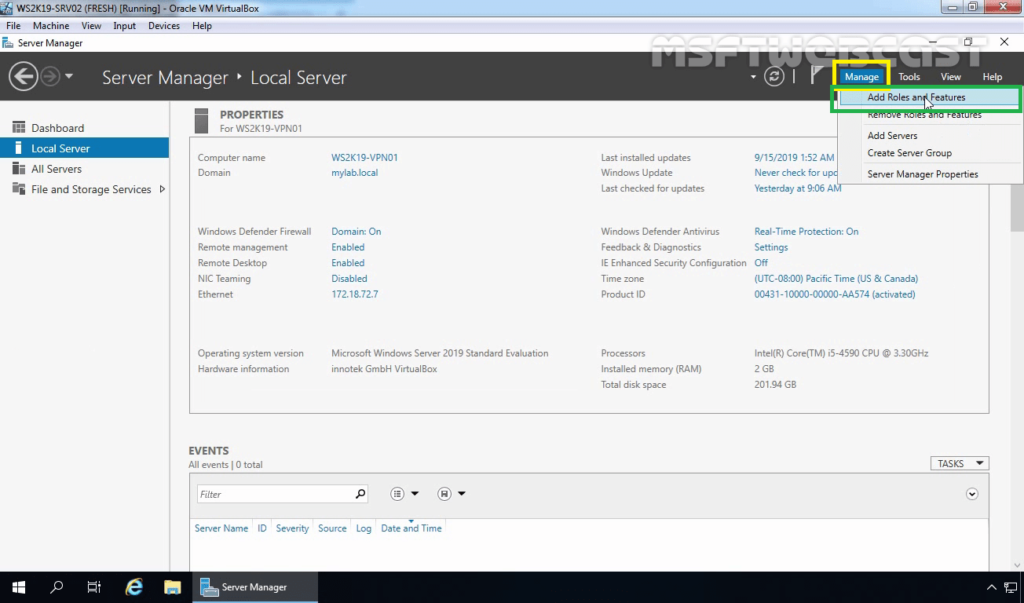 WS2K19-SRV02 (FRESH) [Running] - Oracle VM VirtualBox
File Machine View Input Devices Help
Server Manager
MSFTWEBCAST
Server Manager • Local Server
Manage Tools View Help
Add Roles and Features
Remove Roles and Features
Add Servers
Create Server Group
Server Manager Properties
Dashboard
Local Server
All Servers
File and Storage Services
PROPERTIES
For WS2K19-VPN01
Computer name WS2K19-VPN01 Last installed updates 9/15/2019 1:52 AM
Domain mylab.local Windows Update Never check for upd
Last checked for updates Yesterday at 9:06 AM
Windows Defender Firewall Domain: On Windows Defender Antivirus Real-Time Protection: On
Remote management Enabled Feedback & Diagnostics Settings
Remote Desktop Enabled IE Enhanced Security Configuration Off
NIC Teaming Disabled Time zone (UTC-08:00) Pacific Time (US & Canada)
Ethernet 172.18.72.7 Product ID 00431-10000-00000-AA574 (activated)
Operating system version Microsoft Windows Server 2019 Standard Evaluation Processors Intel(R) Core(TM) i5-4590 CPU @ 3.30GHz
Hardware information innotek GmbH VirtualBox Installed memory (RAM) 2 GB
Total disk space 201.94 GB
EVENTS
All events | 0 total
TASKS
Filter
Server Name ID Severity Source Log Date and Time
Server Manager